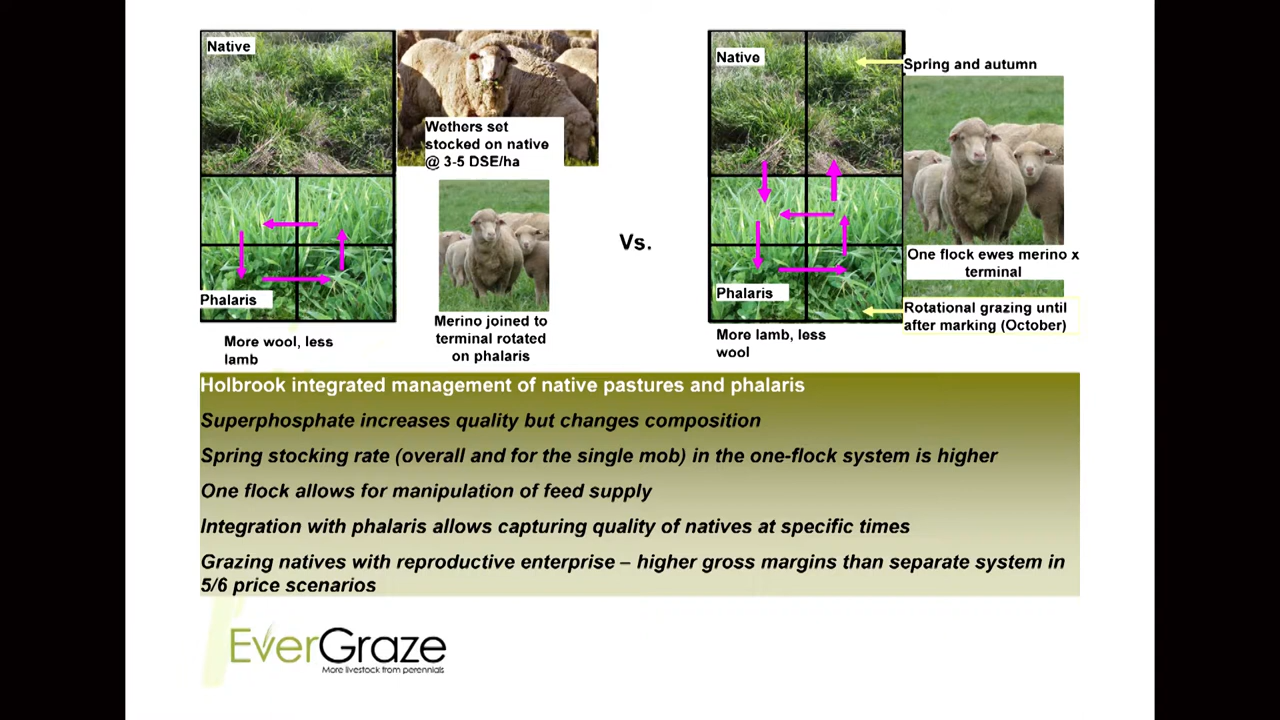 Native
Wethers set
stocked on native
@ 3-5 DSE/ha
Phalaris
More wool, less
lamb
Merino joined to
terminal rotated
on phalaris
Vs.
Native
Spring and autumn
One flock ewes merino x
terminal
Phalaris
Rotational grazing until
after marking (October)
More lamb, less
wool
Holbrook integrated management of native pastures and phalaris
Superphosphate increases quality but changes composition
Spring stocking rate (overall and for the single mob) in the one-flock system is higher
One flock allows for manipulation of feed supply
Integration with phalaris allows capturing quality of natives at specific times
Grazing natives with reproductive enterprise – higher gross margins than separate system in
5/6 price scenarios
EverGraze
More livestock from perennials